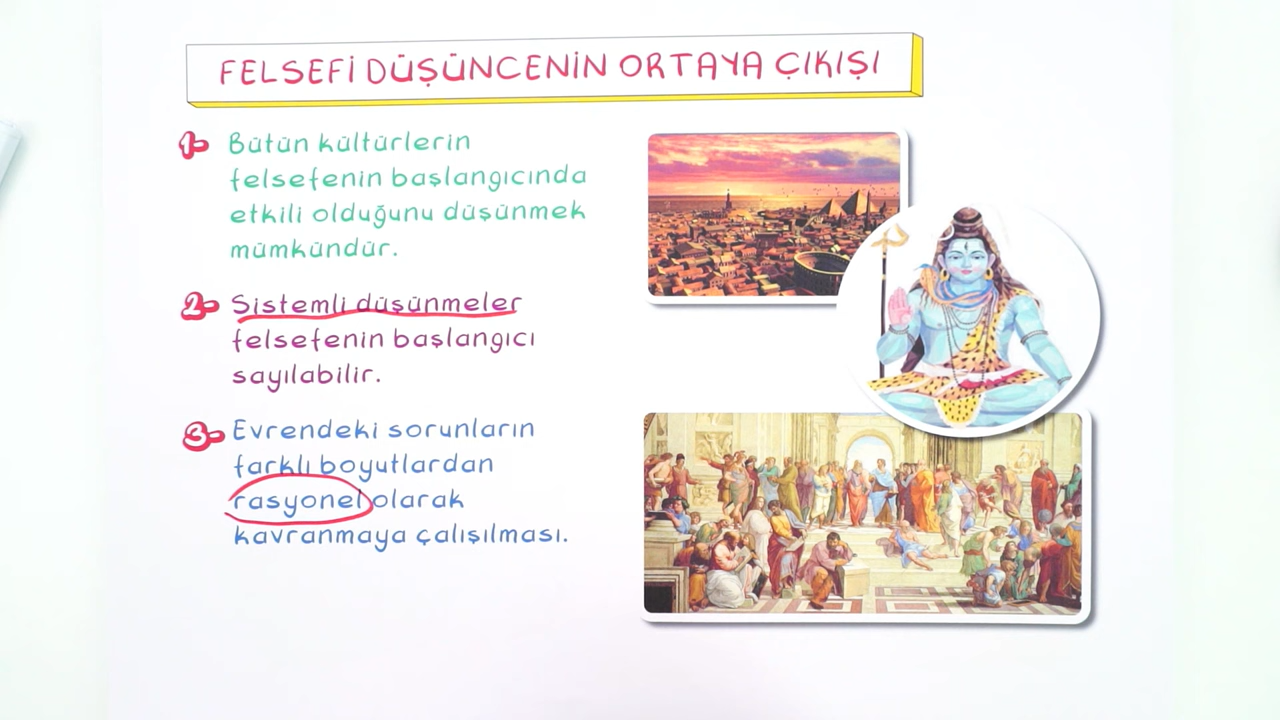 FELSEFİ DÜŞÜNCENİN ORTAYA ÇIKIŞI
1- Bütün kültürlerin
felsefenin başlangıcında
etkili olduğunu düşünmek
mümkündür.
2- Sistemli düşünmeler
felsefenin başlangıcı
sayılabilir.
3- Evrendeki sorunların
farklı boyutlardan
rasyonel olarak
kavranmaya çalışılması.